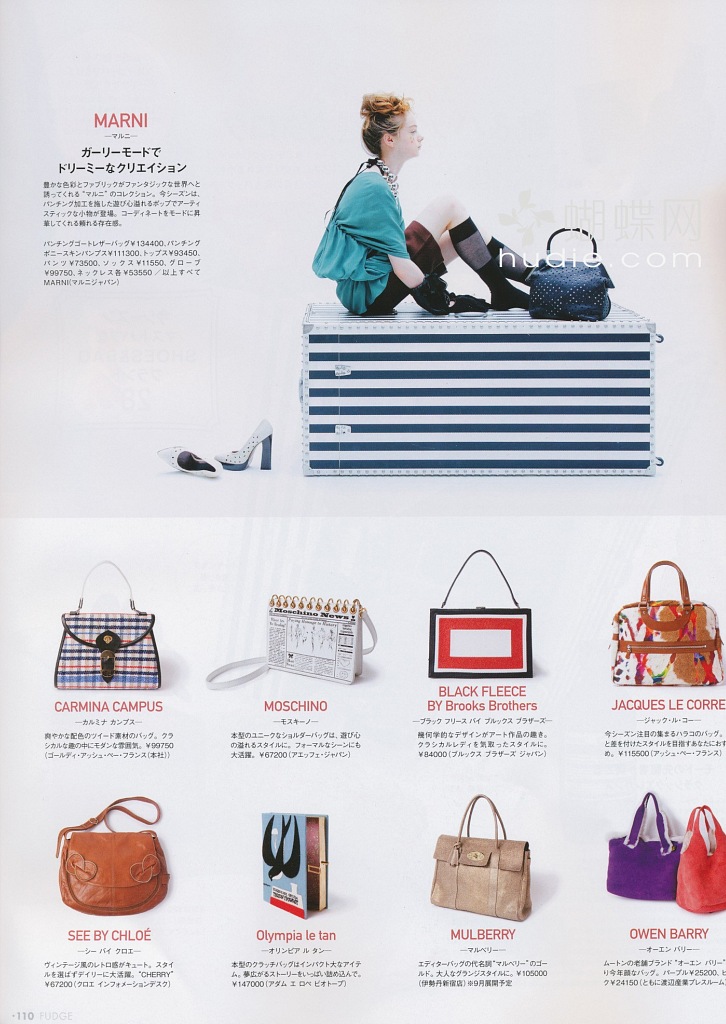 MARNI
—マルニ—
ガーリーモードで
ドリーミーなクリエイション
豊かな色彩とファブリックがファンタジックな世界へと
誘ってくれる“マルニ”のコレクション。今シーズンは、
パンチング加工を施した遊び心溢れるポップでアーティ
スティックな小物が登場。コーディネートをモードに昇
華してくれる頼れる存在感。
パンチングゴートレザーバッグ¥134400、パンチング
ポニースキンパンプス¥111300、トップス¥93450、
パンツ¥73500、ソックス¥11550、グローブ
¥99750、ネックレス各¥53550／以上すべて
MARNI(マルニジャパン)
蝴蝶网
hudie.com
Moschino News!
CARMINA CAMPUS
—カルミナ カンプス—
爽やかな配色のツイード素材のバッグ。クラ
シカルな趣の中にモダンな雰囲気。¥99750
(ゴールディ・アッシュ・ペー・フランス(本社))
MOSCHINO
—モスキーノ—
本型のユニークなショルダーバッグは、遊び心
の溢れるスタイルに。フォーマルなシーンにも
大活躍。¥67200(アエッフェ・ジャパン)
BLACK FLEECE
BY Brooks Brothers
—ブラック フリース バイ ブルックス ブラザーズ—
幾何学的なデザインがアート作品の趣き。
クラシカルレディを気取ったスタイルに。
¥84000(ブルックス ブラザーズ ジャパン)
JACQUES LE CORRE
—ジャック・ル・コー—
今シーズン注目の集まるハラコのバッグ。
と差を付けたスタイルを目指すあなたにおす
め。¥115500(アッシュ・ペー・フランス)
SEE BY CHLOÉ
—シー バイ クロエ—
ヴィンテージ風のレトロ感がキュート。スタイ
ルを選ばずデイリーに大活躍。“CHERRY”
¥67200(クロエ インフォメーションデスク)
Olympia le tan
—オリンピア ル タン—
本型のクラッチバッグはインパクト大なアイテ
ム。夢広がるストーリーをいっぱい詰め込んで。
¥147000(アダム エ ロペ ビオトープ)
MULBERRY
—マルベリー—
エディターバッグの代名詞“マルベリー”のゴー
ルド。大人なグランジスタイルに。¥105000
(伊勢丹新宿店)※9月展開予定
OWEN BARRY
—オーエン バリー—
ムートンの老舗ブランド“オーエン バリー”
り今年顔なバッグ。パープル¥25200、ピ
ク¥24150(ともに渡辺産業プレスルーム)
·110 FUDGE